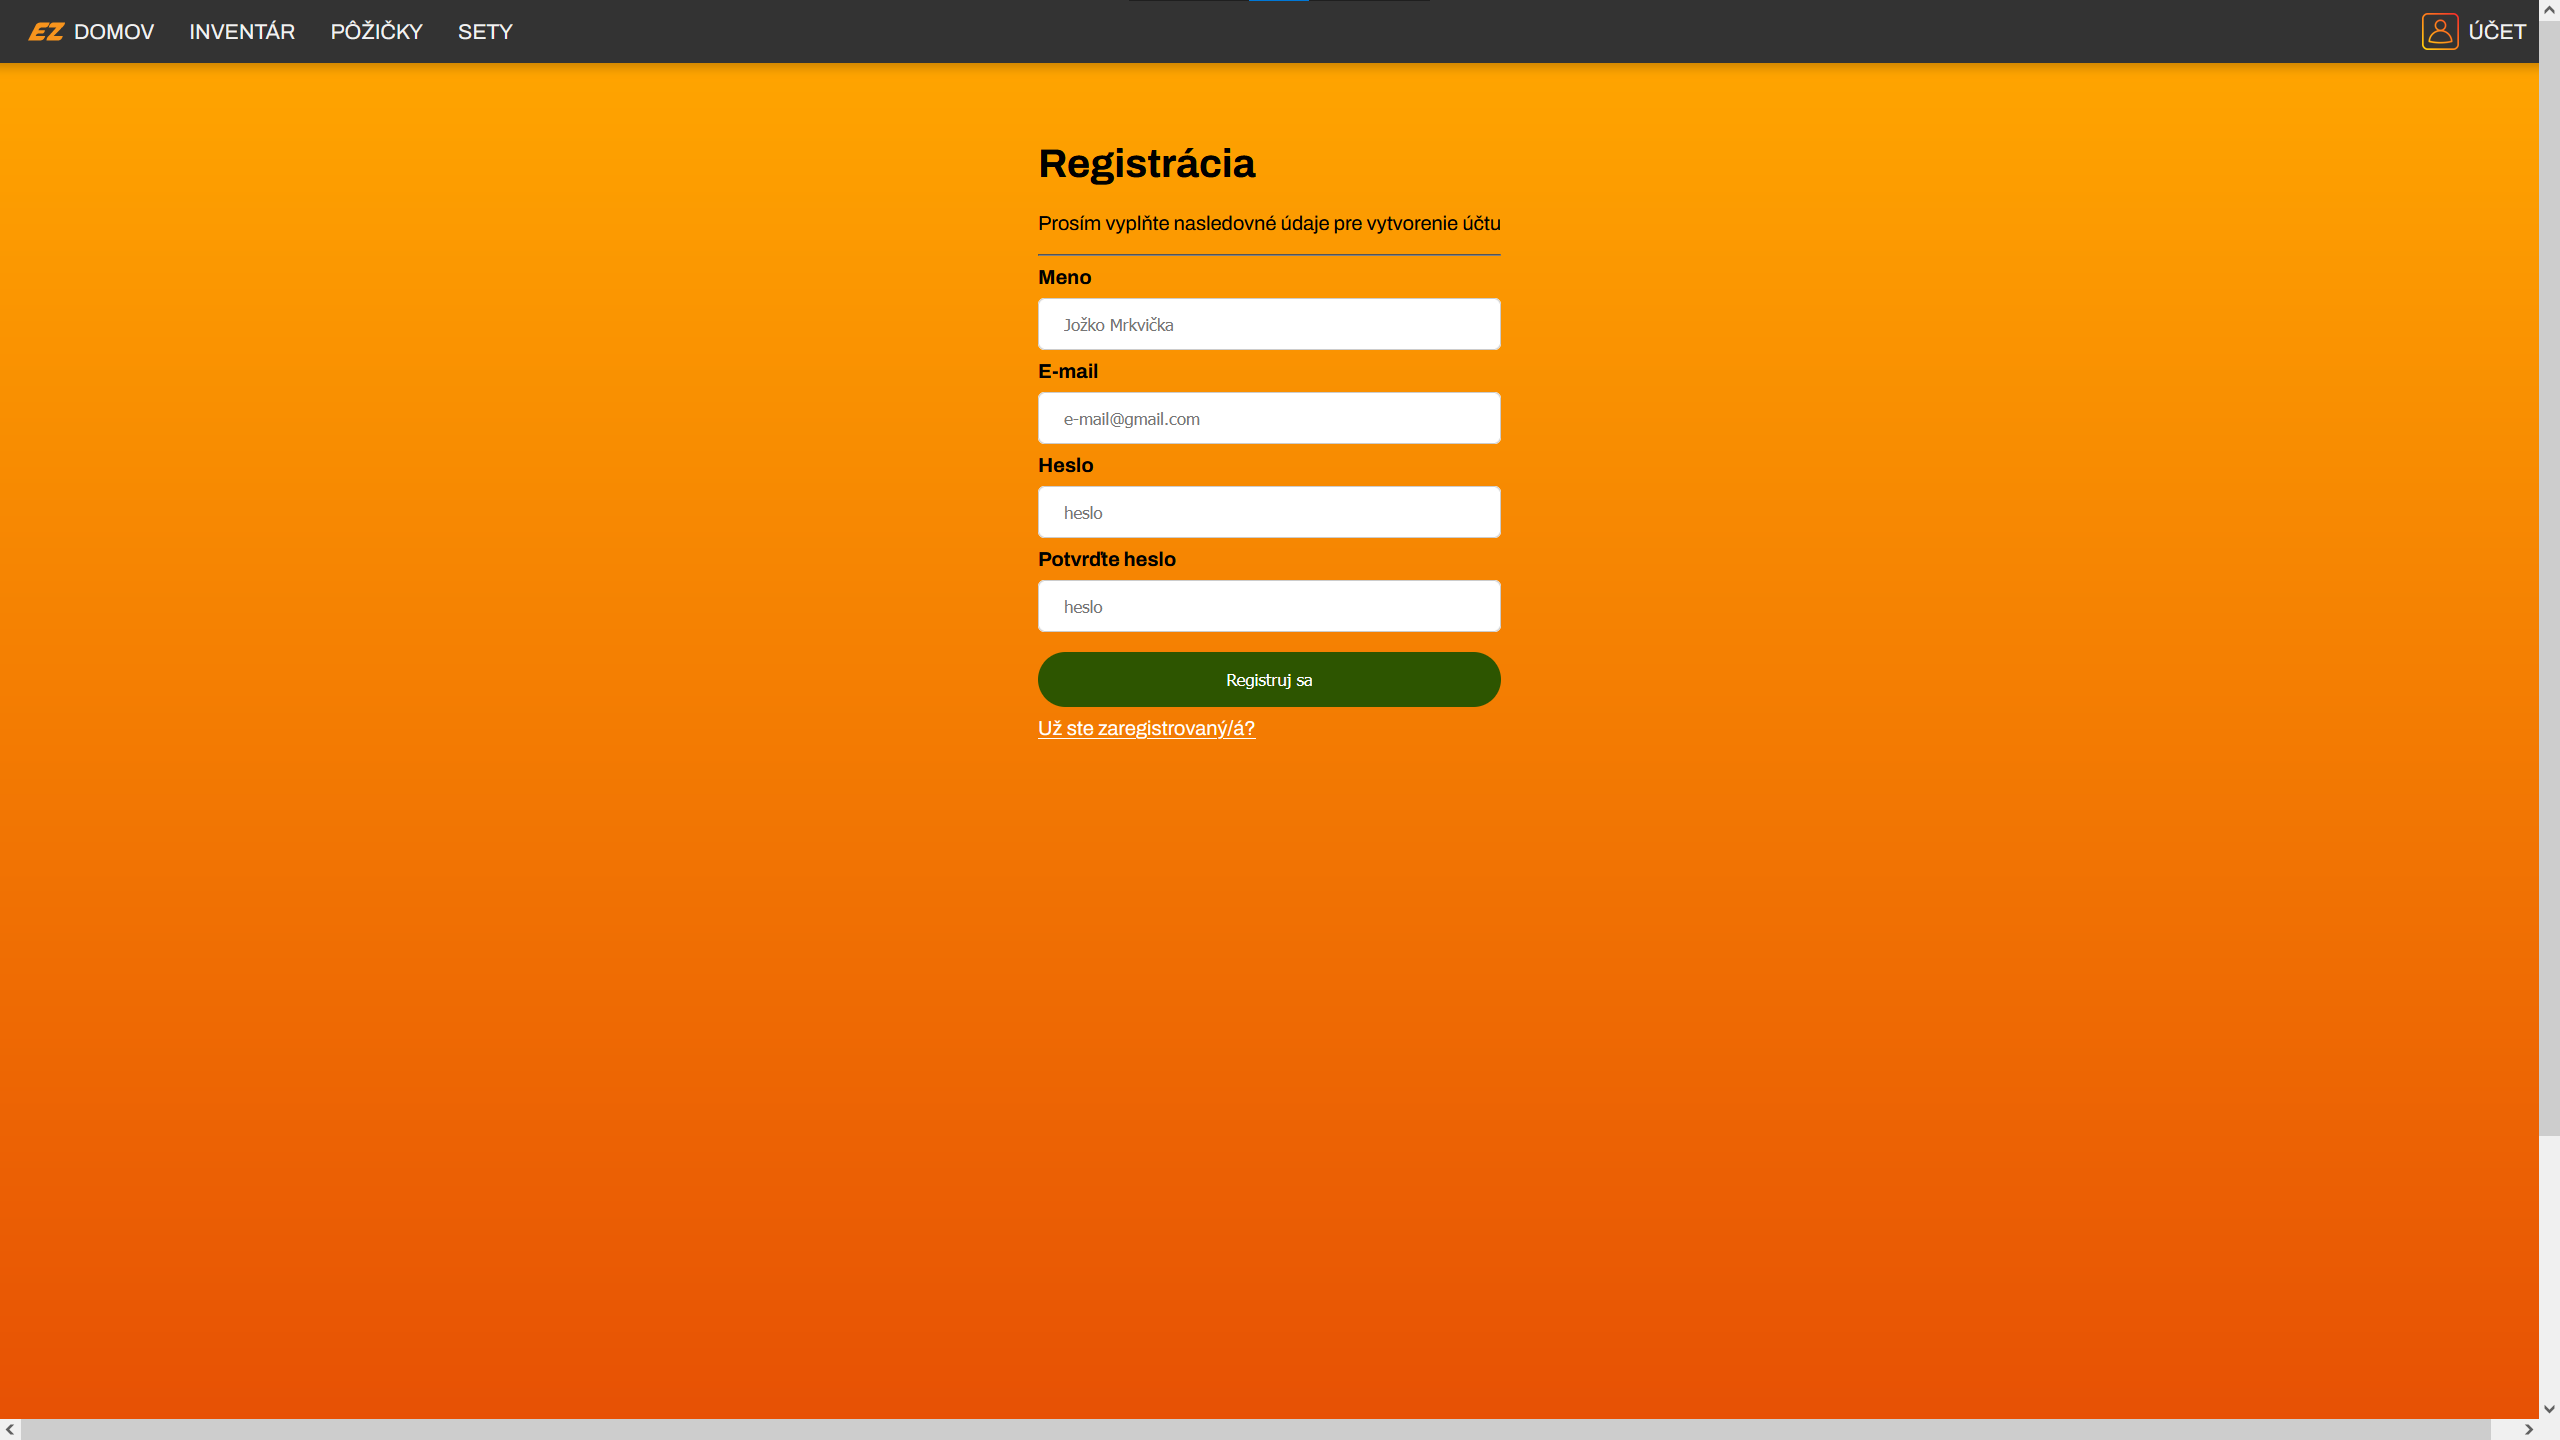 EZ DOMOV INVENTÁR PÔŽIČKY SETY ÚČET
Registrácia
Prosím vyplňte nasledovné údaje pre vytvorenie účtu
Meno
Jožko Mrkvička
E-mail
e-mail@gmail.com
Heslo
heslo
Potvrďte heslo
heslo
Registruj sa
Už ste zaregistrovaný/á?